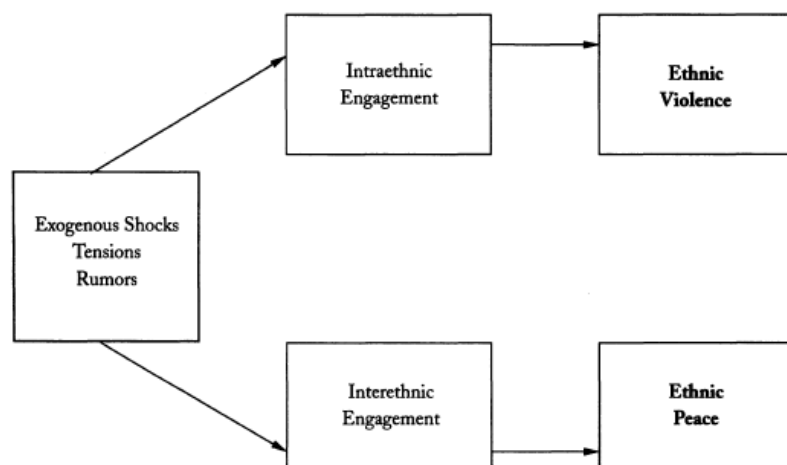 Intraethnic
Engagement
Ethnic
Violence
Exogenous Shocks
Tensions
Rumors
Interethnic
Engagement
Ethnic
Peace